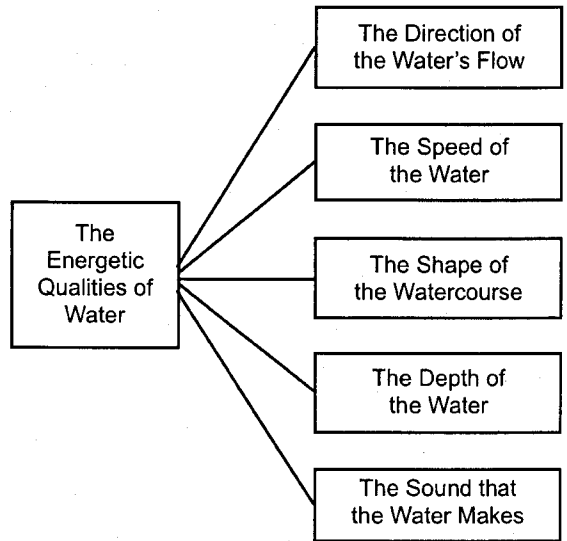 The Direction of
the Water's Flow
The Speed of
the Water
The
Energetic
Qualities of
Water
The Shape of
the Watercourse
The Depth of
the Water
The Sound that
the Water Makes